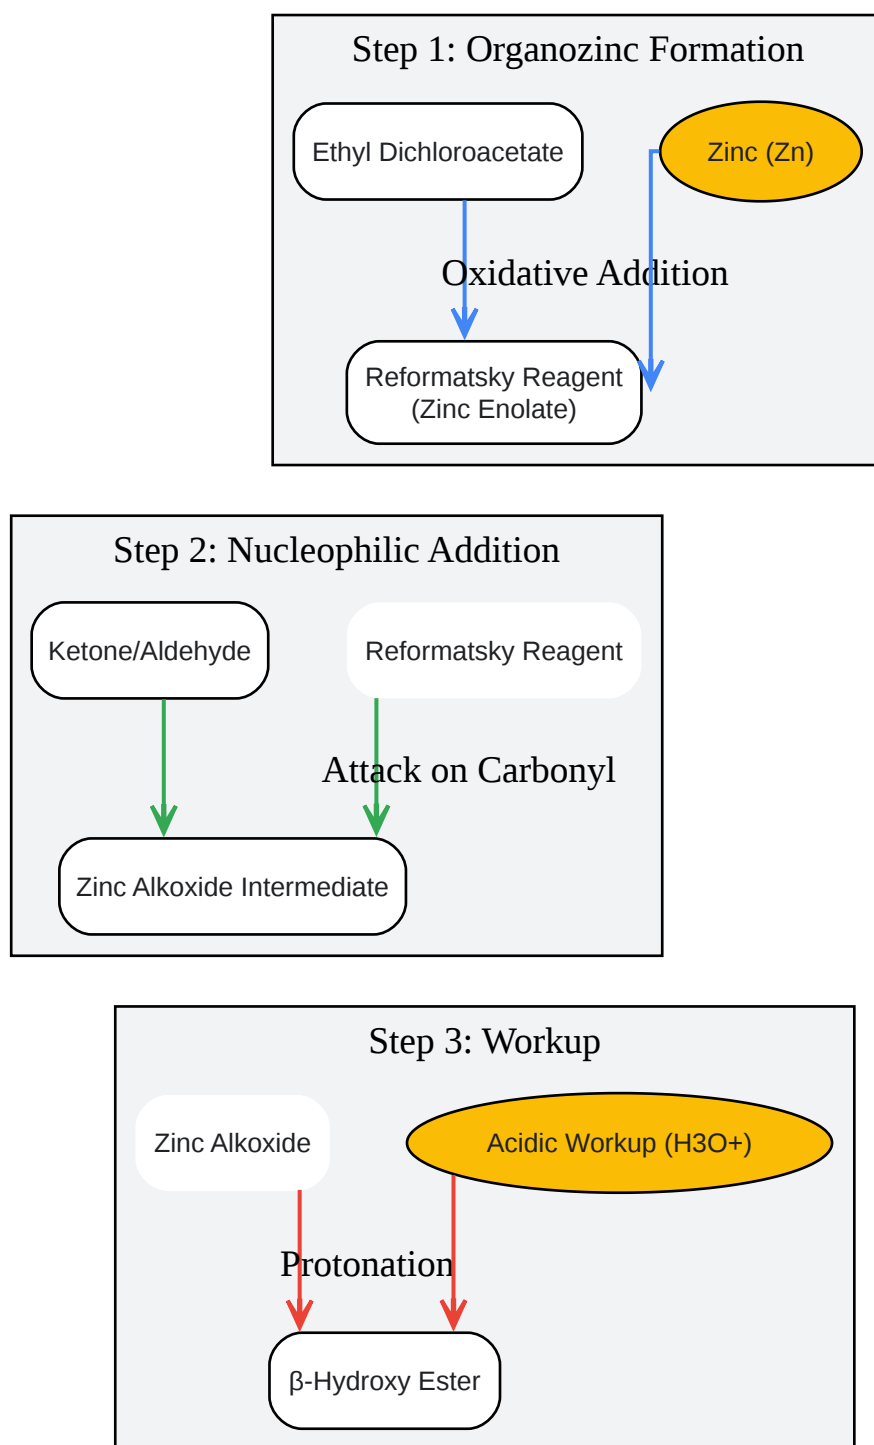 Step 1: Organozinc Formation
Ethyl Dichloroacetate
Zinc (Zn)
Oxidative Addition
Reformatsky Reagent
(Zinc Enolate)
Step 2: Nucleophilic Addition
Ketone/Aldehyde
Reformatsky Reagent
Attack on Carbonyl
Zinc Alkoxide Intermediate
Step 3: Workup
Zinc Alkoxide
Acidic Workup (H3O+)
Protonation
β-Hydroxy Ester